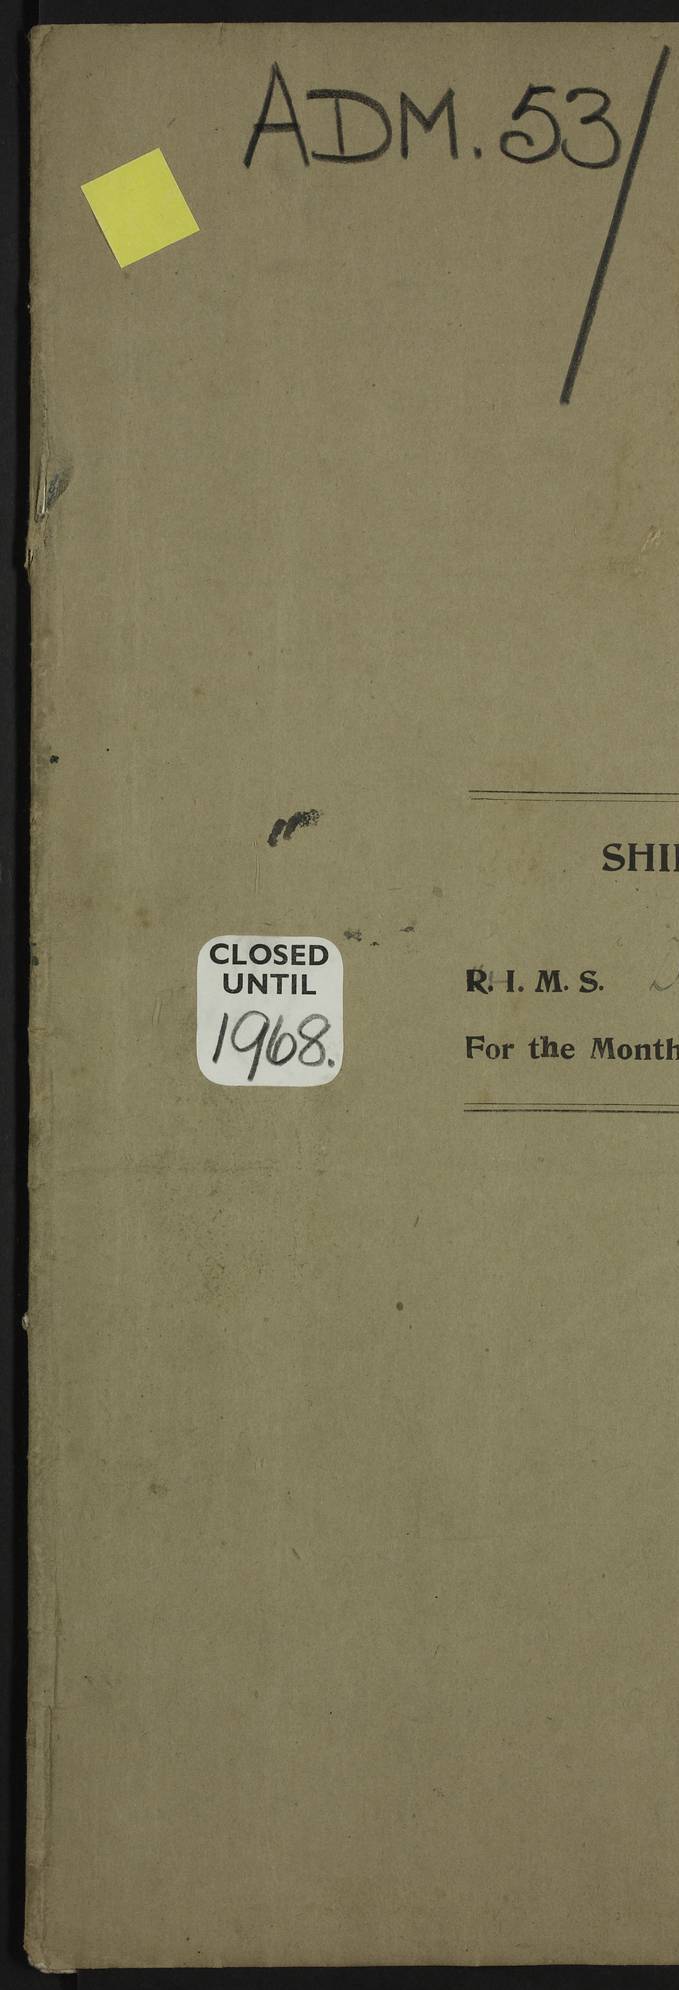 ADM. 53/
SHI
R. I. M. S.
CLOSED
UNTIL
1968.
For the Month